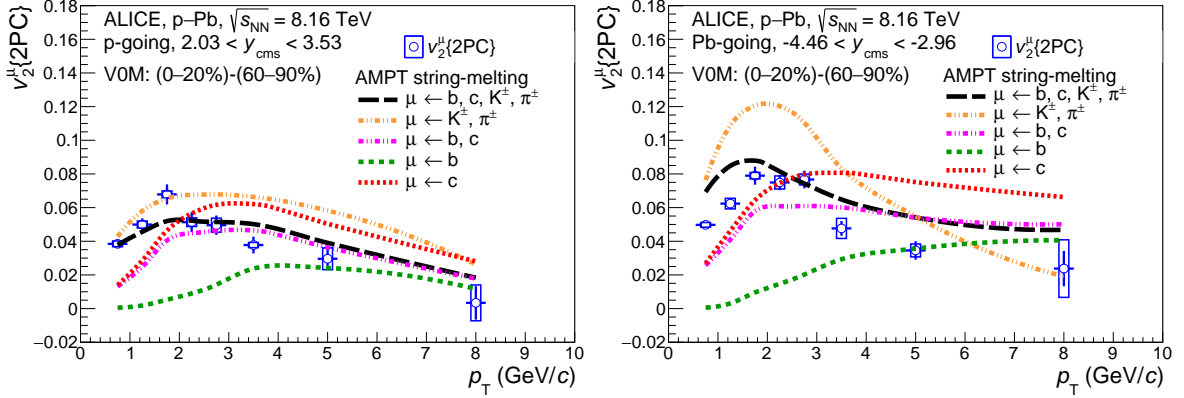 ALICE, p–Pb, √sNN = 8.16 TeV
p-going, 2.03 < ycms < 3.53
v2μ{2PC}
V0M: (0–20%)-(60–90%)
AMPT string-melting
μ ← b, c, K±, π±
μ ← K±, π±
μ ← b, c
μ ← b
μ ← c
v2μ{2PC}
0.18
0.16
0.14
0.12
0.1
0.08
0.06
0.04
0.02
0
−0.02
0 1 2 3 4 5 6 7 8 9 10
pT (GeV/c)
ALICE, p–Pb, √sNN = 8.16 TeV
Pb-going, -4.46 < ycms < -2.96
v2μ{2PC}
V0M: (0–20%)-(60–90%)
AMPT string-melting
μ ← b, c, K±, π±
μ ← K±, π±
μ ← b, c
μ ← b
μ ← c
v2μ{2PC}
0.18
0.16
0.14
0.12
0.1
0.08
0.06
0.04
0.02
0
−0.02
0 1 2 3 4 5 6 7 8 9 10
pT (GeV/c)